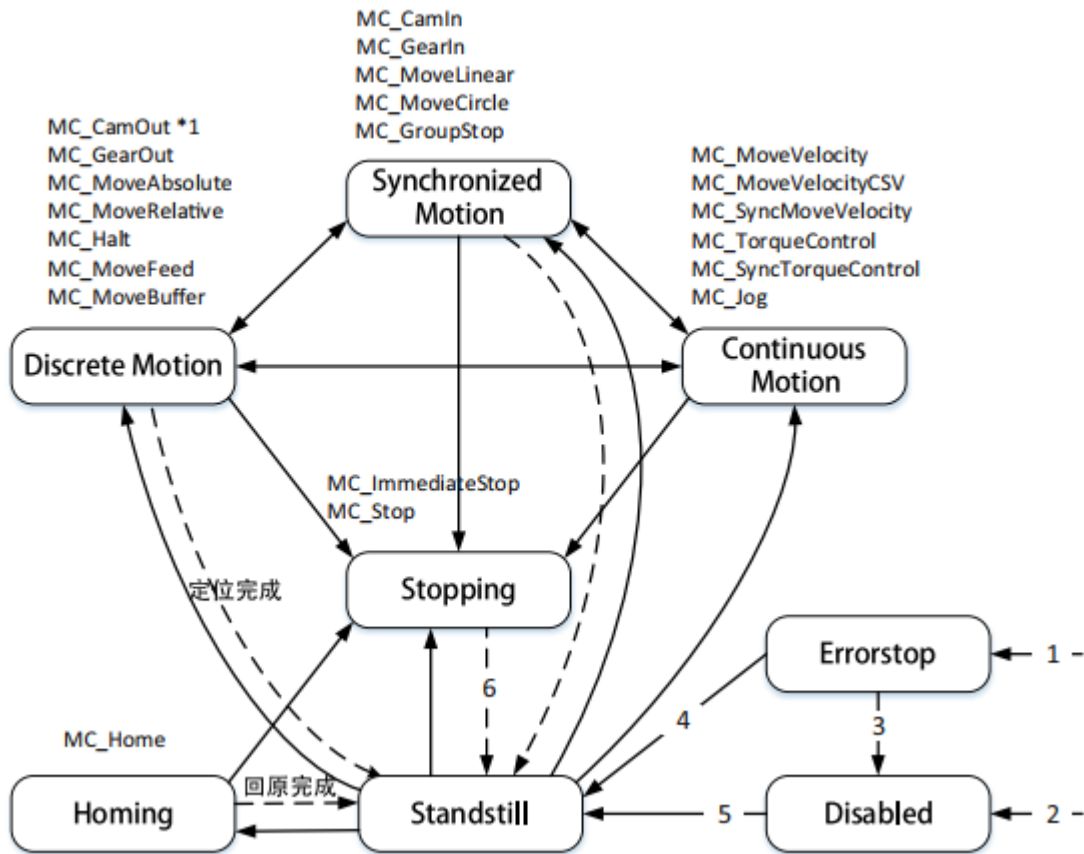 MC_CamIn
MC_GearIn
MC_MoveLinear
MC_MoveCircle
MC_GroupStop
MC_CamOut *1
MC_GearOut
MC_MoveAbsolute
MC_MoveRelative
MC_Halt
MC_MoveFeed
MC_MoveBuffer
Synchronized
Motion
MC_MoveVelocity
MC_MoveVelocityCSV
MC_SyncMoveVelocity
MC_TorqueControl
MC_SyncTorqueControl
MC_Jog
Discrete Motion
Continuous
Motion
MC_ImmediateStop
MC_Stop
Stopping
定位完成
Errorstop
1
6
4
3
MC_Home
Homing
回原完成
Standstill
5
Disabled
2